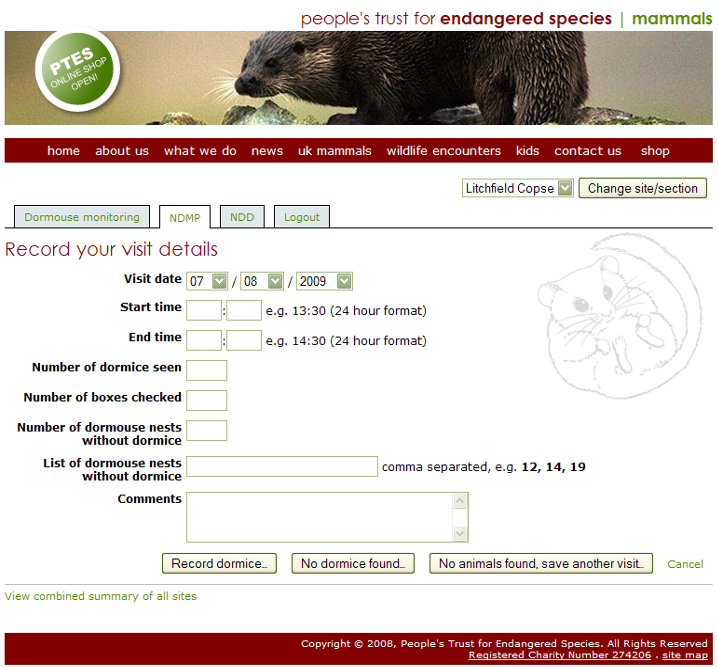 people's trust for endangered species | mammals
PTES
ONLINE SHOP
OPEN!
home about us what we do news uk mammals wildlife encounters kids contact us shop
Litchfield Copse Change site/section
Dormouse monitoring NDMP NDD Logout
Record your visit details
Visit date 07 / 08 / 2009
Start time : e.g. 13:30 (24 hour format)
End time : e.g. 14:30 (24 hour format)
Number of dormice seen
Number of boxes checked
Number of dormouse nests
without dormice
List of dormouse nests comma separated, e.g. 12, 14, 19
without dormice
Comments
Record dormice... No dormice found... No animals found, save another visit... Cancel
View combined summary of all sites
Copyright © 2008, People's Trust for Endangered Species. All Rights Reserved
Registered Charity Number 274206 . site map